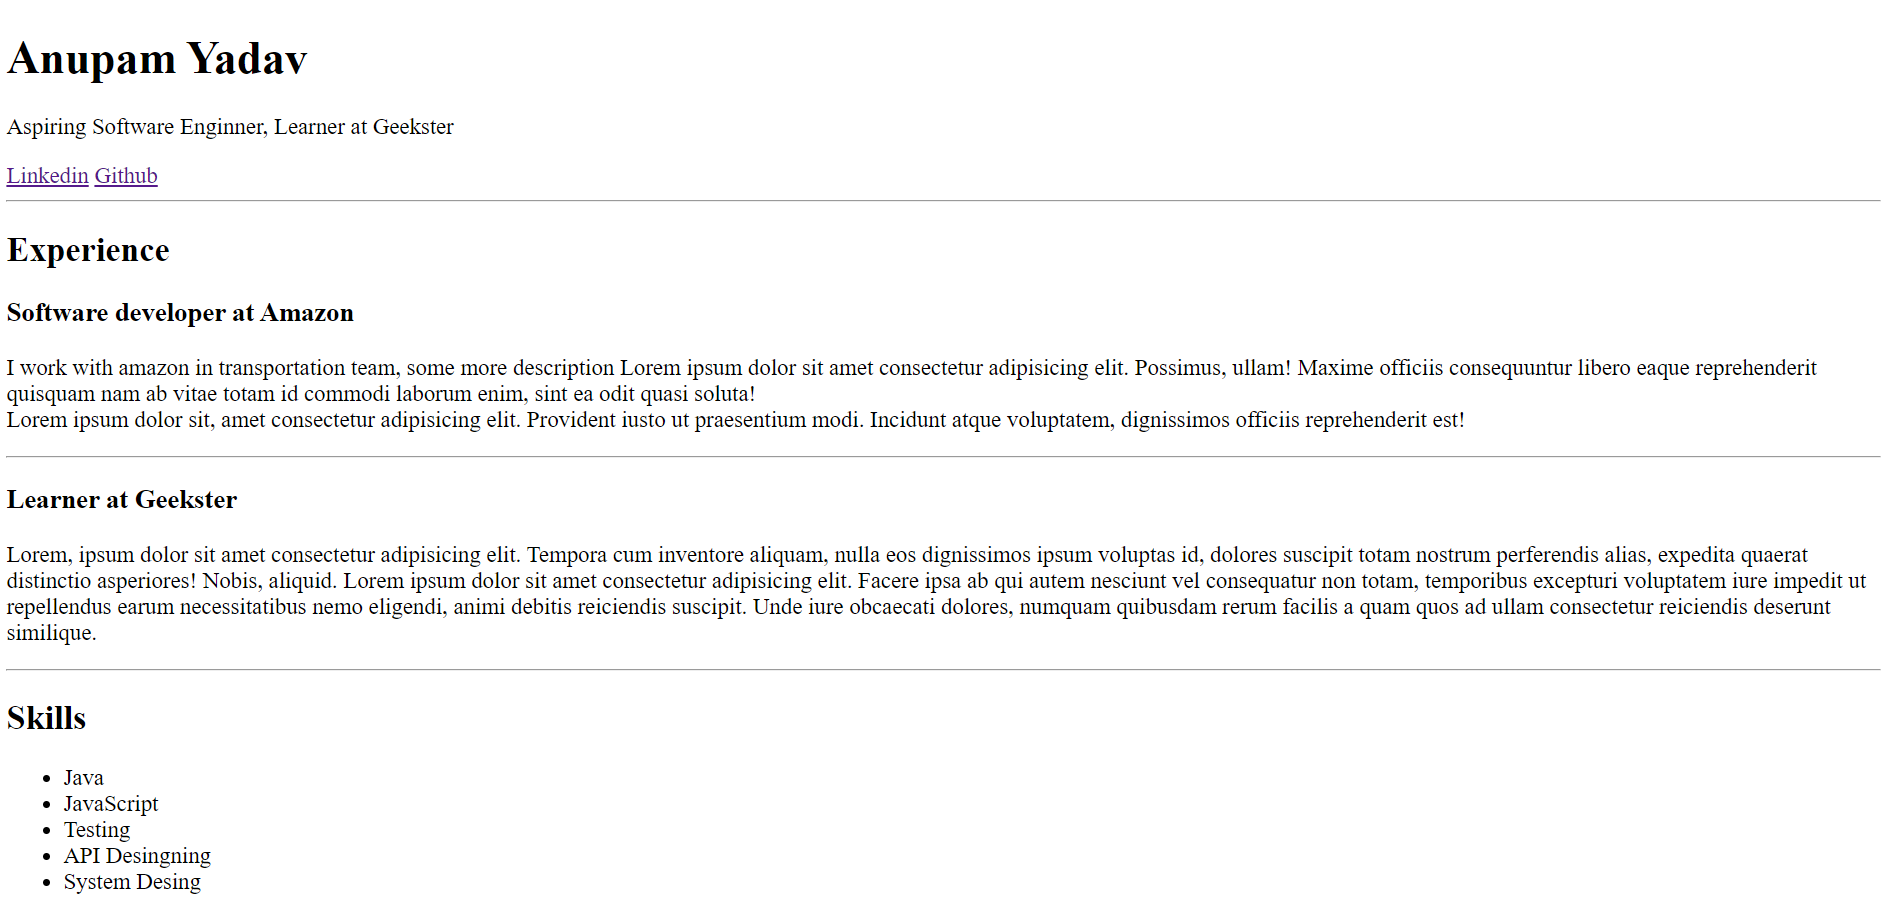 Anupam Yadav
Aspiring Software Enginner, Learner at Geekster
Linkedin Github
Experience
Software developer at Amazon
I work with amazon in transportation team, some more description Lorem ipsum dolor sit amet consectetur adipisicing elit. Possimus, ullam! Maxime officiis consequuntur libero eaque reprehenderit
quisquam nam ab vitae totam id commodi laborum enim, sint ea odit quasi soluta!
Lorem ipsum dolor sit, amet consectetur adipisicing elit. Provident iusto ut praesentium modi. Incidunt atque voluptatem, dignissimos officiis reprehenderit est!
Learner at Geekster
Lorem, ipsum dolor sit amet consectetur adipisicing elit. Tempora cum inventore aliquam, nulla eos dignissimos ipsum voluptas id, dolores suscipit totam nostrum perferendis alias, expedita quaerat
distinctio asperiores! Nobis, aliquid. Lorem ipsum dolor sit amet consectetur adipisicing elit. Facere ipsa ab qui autem nesciunt vel consequatur non totam, temporibus excepturi voluptatem iure impedit ut
repellendus earum necessitatibus nemo eligendi, animi debitis reiciendis suscipit. Unde iure obcaecati dolores, numquam quibusdam rerum facilis a quam quos ad ullam consectetur reiciendis deserunt
similique.
Skills
• Java
• JavaScript
• Testing
• API Desingning
• System Desing